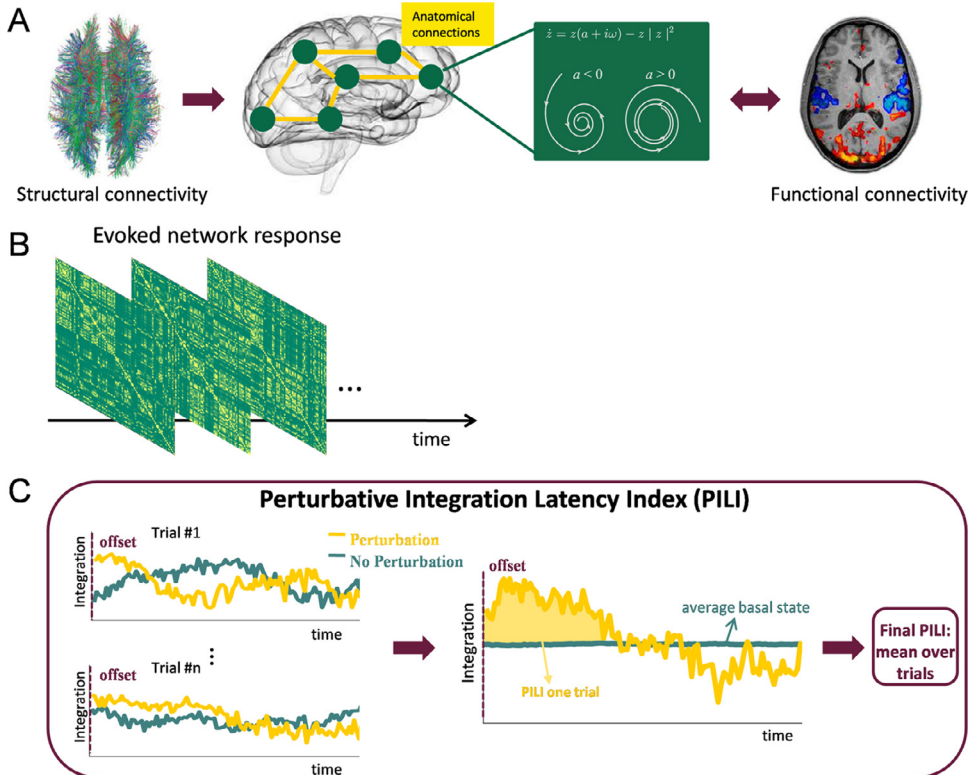 A
Anatomical
connections
ż = z(a + iω) − z | z |²
a < 0
a > 0
Structural connectivity
Functional connectivity
B
Evoked network response
...
time
C
Perturbative Integration Latency Index (PILI)
Trial #1
offset
Perturbation
No Perturbation
Integration
time
Trial #n
offset
Integration
time
offset
average basal state
Integration
PILI one trial
time
Final PILI:
mean over
trials